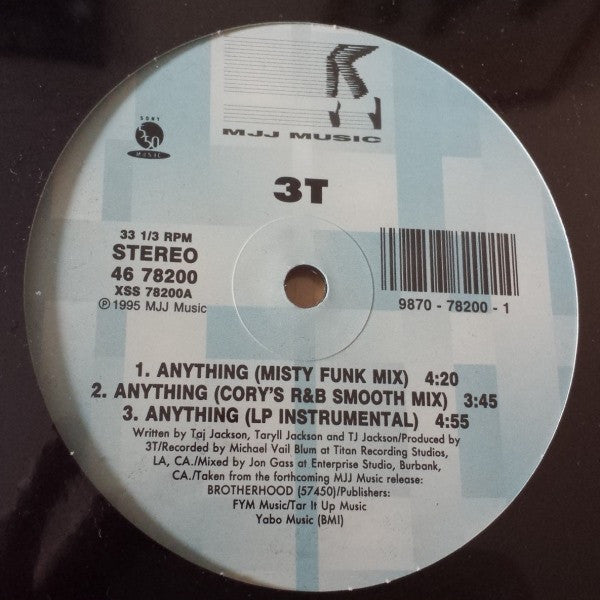 MJJ MUSIC
SONY
550
MUSIC
3T
33 1/3 RPM
STEREO
46 78200
XSS 78200A
℗ 1995 MJJ Music
9870 - 78200 - 1
1. ANYTHING (MISTY FUNK MIX) 4:20
2. ANYTHING (CORY'S R&B SMOOTH MIX) 3:45
3. ANYTHING (LP INSTRUMENTAL) 4:55
Written by Taj Jackson, Taryll Jackson and TJ Jackson/Produced by
3T/Recorded by Michael Vail Blum at Titan Recording Studios,
LA, CA./Mixed by Jon Gass at Enterprise Studio, Burbank,
CA./Taken from the forthcoming MJJ Music release:
BROTHERHOOD (57450)/Publishers:
FYM Music/Tar It Up Music
Yabo Music (BMI)